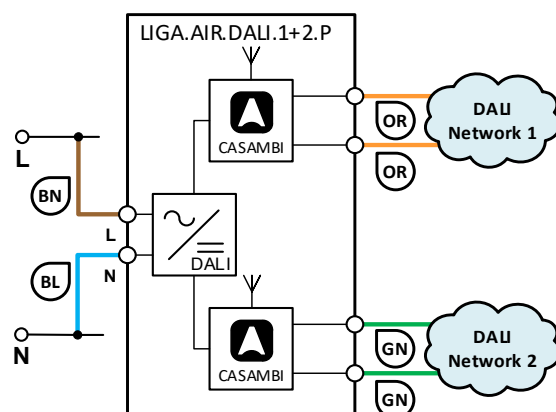 LIGA.AIR.DALI.1+2.P
CASAMBI
OR
OR
DALI
Network 1
L
BN
L
N
DALI
BL
N
CASAMBI
GN
GN
DALI
Network 2